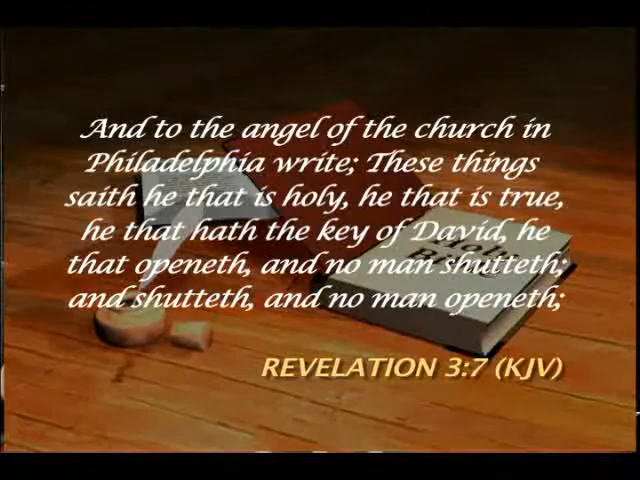 And to the angel of the church in
Philadelphia write; These things
saith he that is holy, he that is true,
he that hath the key of David, he
that openeth, and no man shutteth;
and shutteth, and no man openeth;
REVELATION 3:7 (KJV)